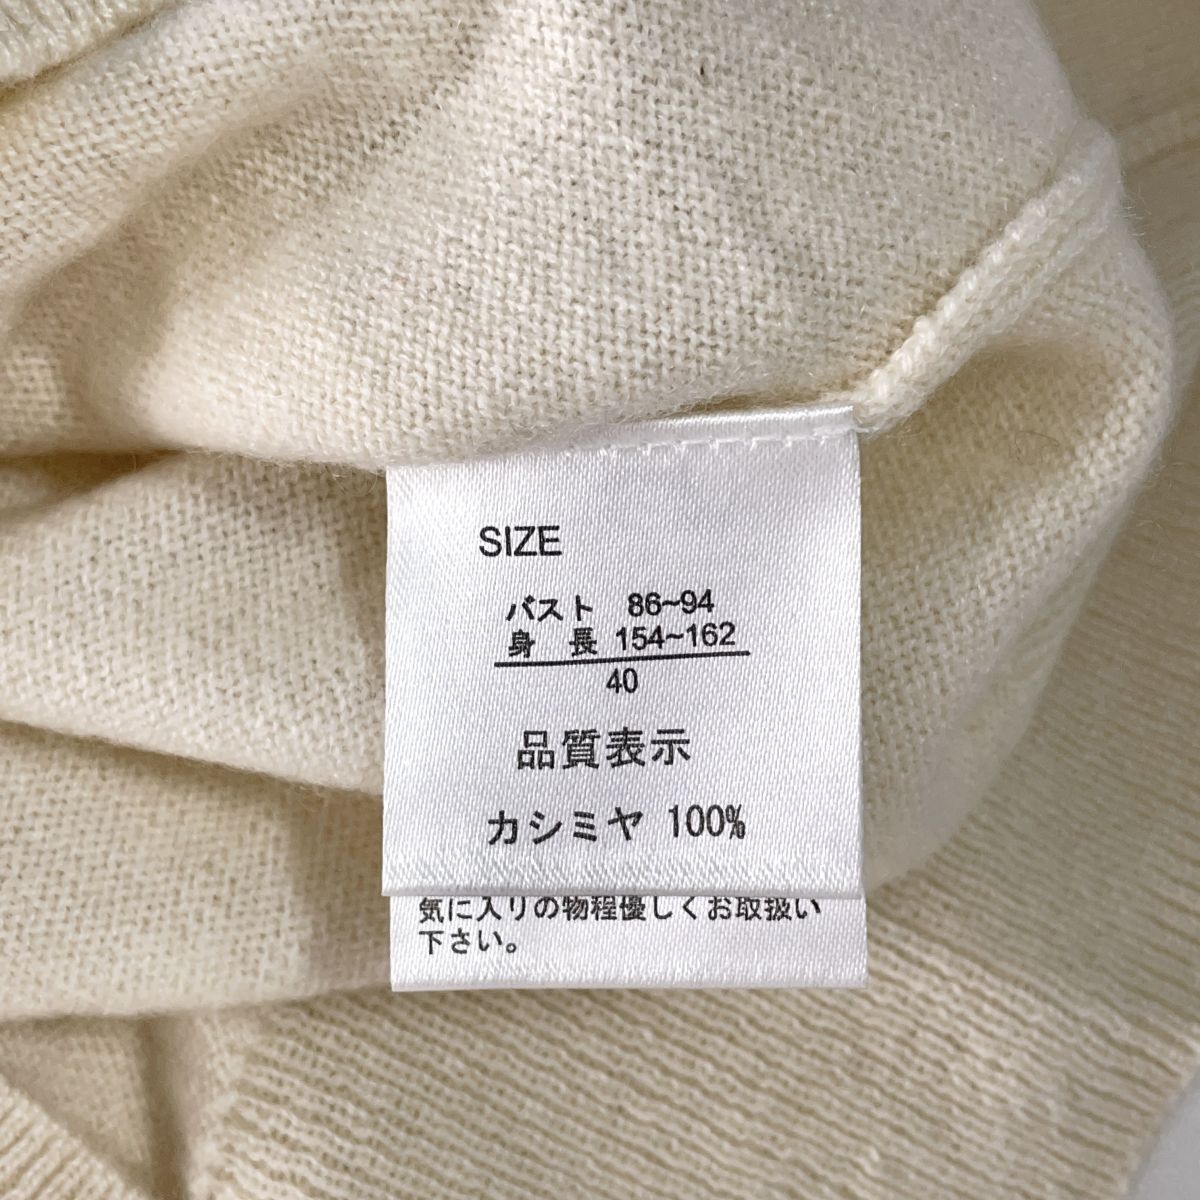 SIZE
バスト 86~94
身 長 154~162
40
品質表示
カシミヤ 100%
気に入りの物程優しくお取扱い
下さい。